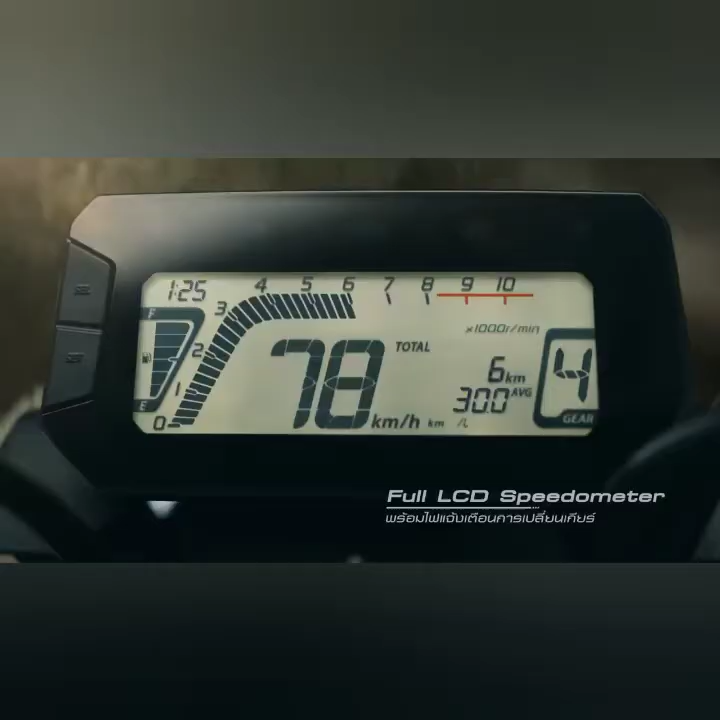 1:25
4 5 6 7 8 9 10
3
F
x1000r/min
2
TOTAL
78
6km
4
1
300AVG
E
0
km/h km /L
GEAR
Full LCD Speedometer
พร้อมไฟแจ้งเตือนการเปลี่ยนเกียร์